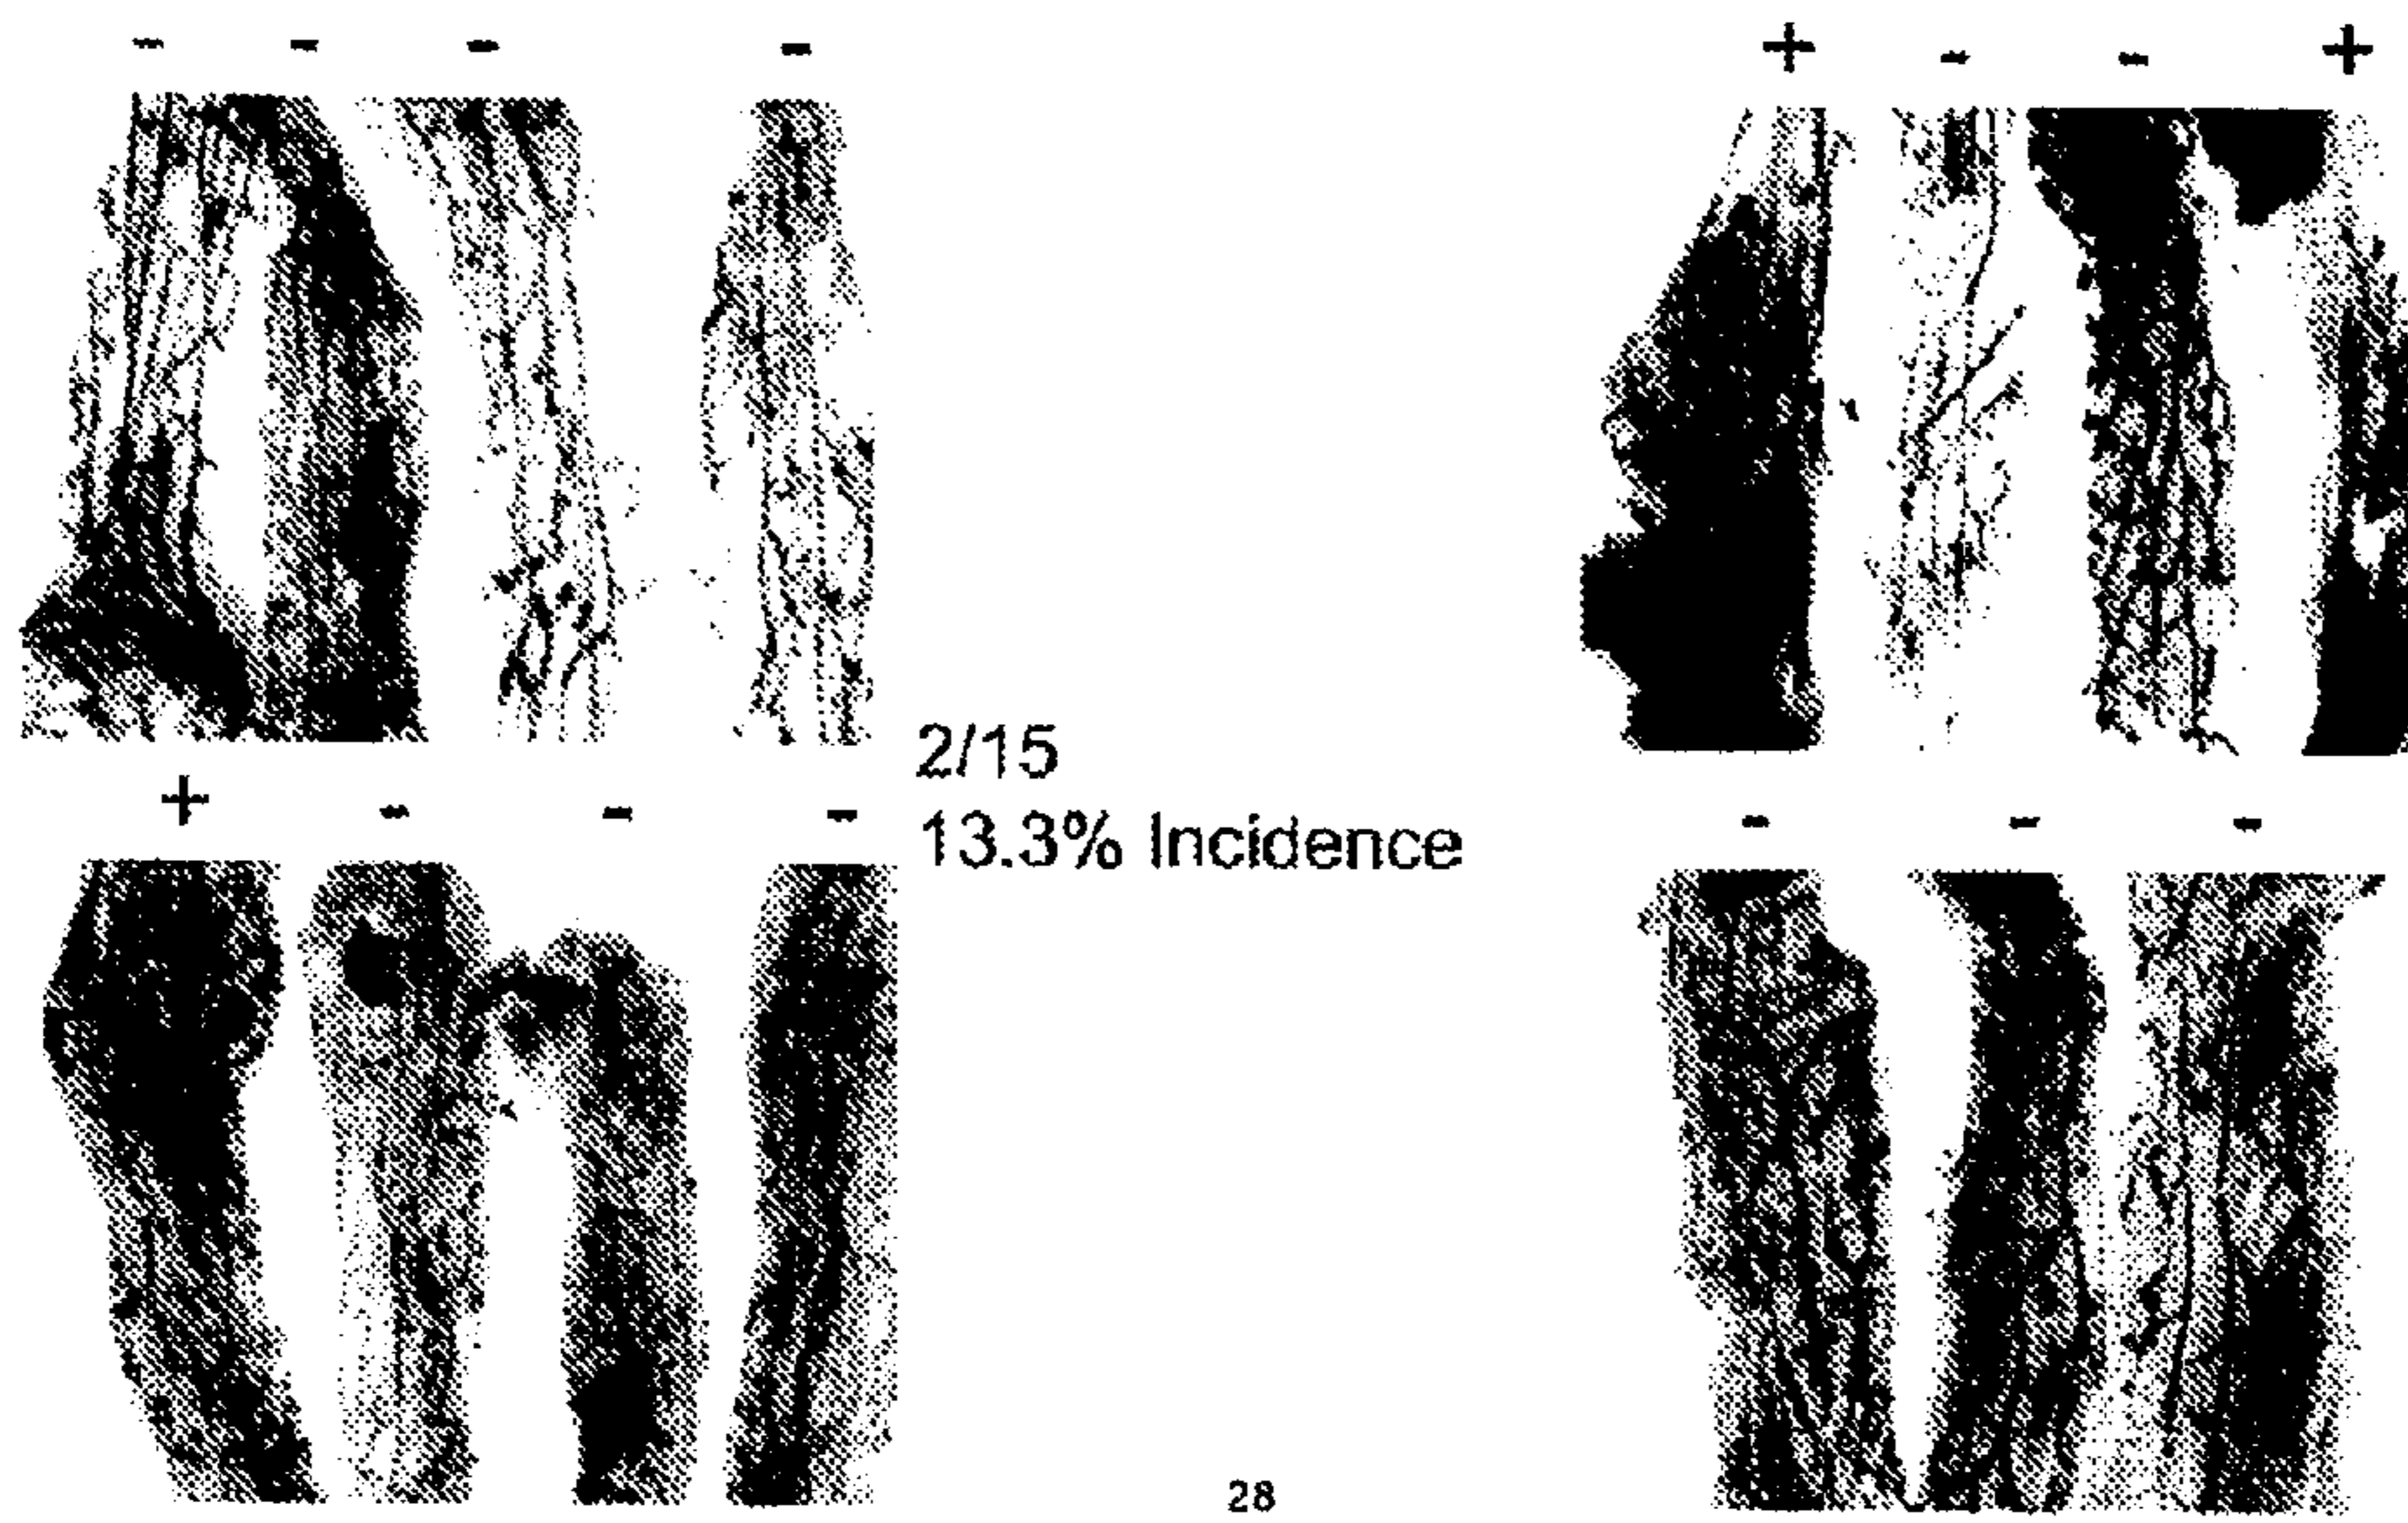 - - - - + - - +
2/15
13.3% Incidence
+ - - - - - -
28